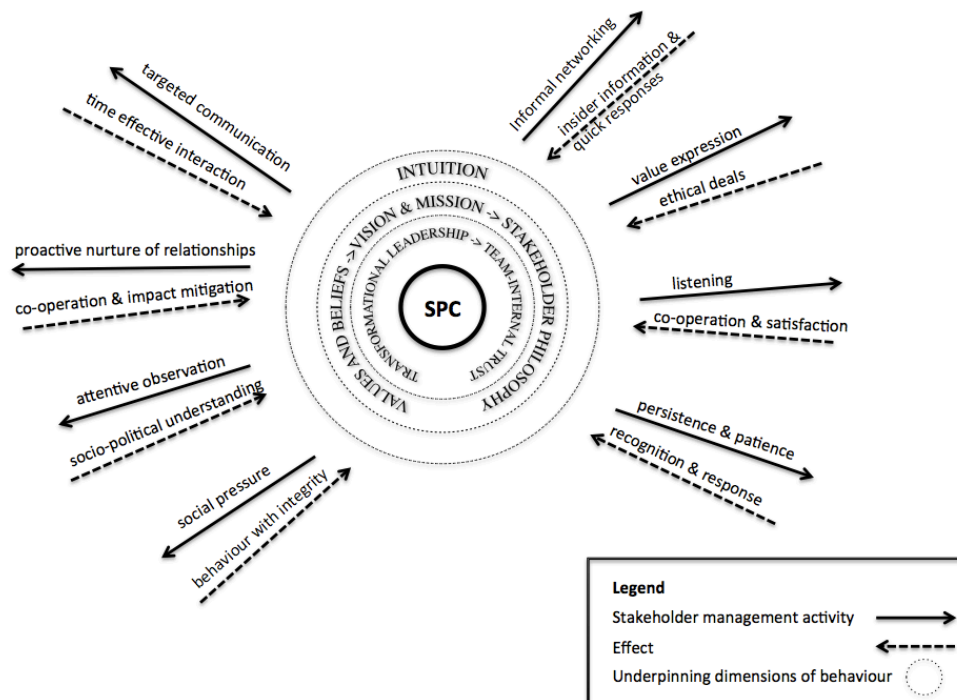 targeted communication
time effective interaction
Informal networking
insider information &
quick responses
value expression
ethical deals
proactive nurture of relationships
co-operation & impact mitigation
listening
co-operation & satisfaction
attentive observation
socio-political understanding
persistence & patience
recognition & response
social pressure
behaviour with integrity
INTUITION
VALUES AND BELIEFS -> VISION & MISSION -> STAKEHOLDER PHILOSOPHY
TRANSFORMATIONAL LEADERSHIP -> TEAM-INTERNAL TRUST
SPC
Legend
Stakeholder management activity
Effect
Underpinning dimensions of behaviour